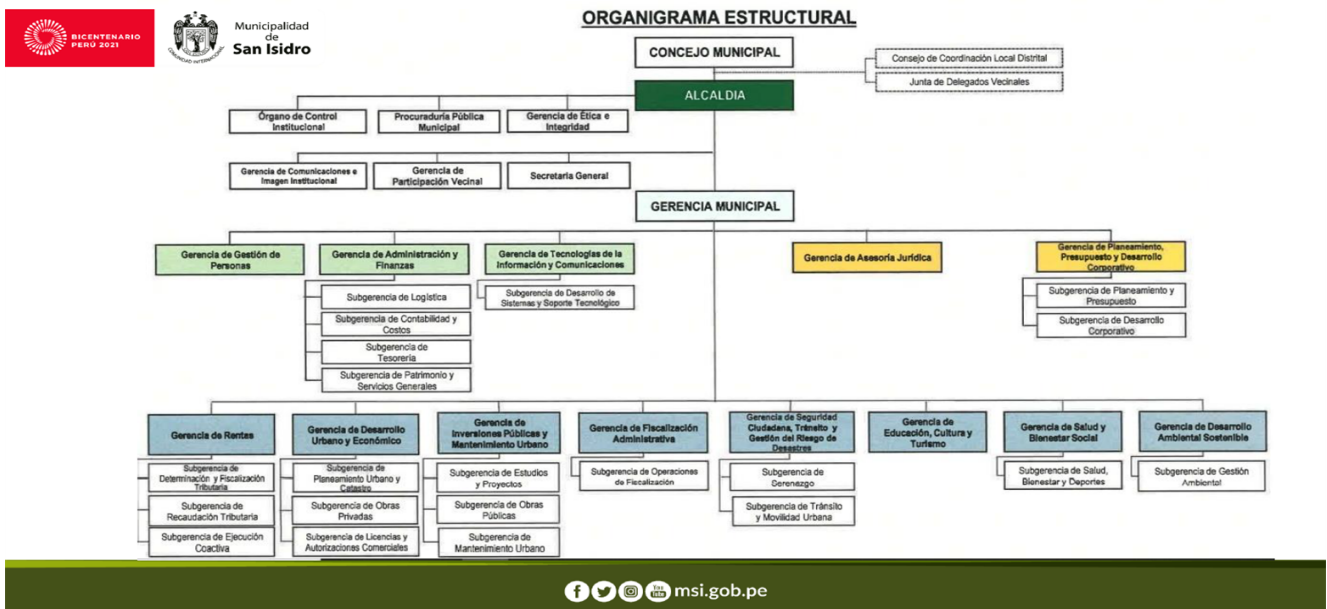 BICENTENARIO
PERÚ 2021
Municipalidad
de
San Isidro
COMUNIDAD INTERNACIONAL
ORGANIGRAMA ESTRUCTURAL
CONCEJO MUNICIPAL
Consejo de Coordinación Local Distrital
Junta de Delegados Vecinales
ALCALDIA
Órgano de Control
Institucional
Procuraduría Pública
Municipal
Gerencia de Ética e
Integridad
Gerencia de Comunicaciones e
Imagen Institucional
Gerencia de
Participación Vecinal
Secretaría General
GERENCIA MUNICIPAL
Gerencia de Gestión de
Personas
Gerencia de Administración y
Finanzas
Gerencia de Tecnologías de la
Información y Comunicaciones
Gerencia de Asesoría Jurídica
Gerencia de Planeamiento,
Presupuesto y Desarrollo
Corporativo
Subgerencia de Logística
Subgerencia de Contabilidad y
Costos
Subgerencia de
Tesorería
Subgerencia de Patrimonio y
Servicios Generales
Subgerencia de Desarrollo de
Sistemas y Soporte Tecnológico
Subgerencia de Planeamiento y
Presupuesto
Subgerencia de Desarrollo
Corporativo
Gerencia de Rentas
Gerencia de Desarrollo
Urbano y Económico
Gerencia de
Inversiones Públicas y
Mantenimiento Urbano
Gerencia de Fiscalización
Administrativa
Gerencia de Seguridad
Ciudadana, Tránsito y
Gestión del Riesgo de
Desastres
Gerencia de
Educación, Cultura y
Turismo
Gerencia de Salud y
Bienestar Social
Gerencia de Desarrollo
Ambiental Sostenible
Subgerencia de
Determinación y Fiscalización
Tributaria
Subgerencia de
Recaudación Tributaria
Subgerencia de Ejecución
Coactiva
Subgerencia de
Planeamiento Urbano y
Catastro
Subgerencia de Obras
Privadas
Subgerencia de Licencias y
Autorizaciones Comerciales
Subgerencia de Estudios
y Proyectos
Subgerencia de Obras
Públicas
Subgerencia de
Mantenimiento Urbano
Subgerencia de Operaciones
de Fiscalización
Subgerencia de
Serenazgo
Subgerencia de Tránsito
y Movilidad Urbana
Subgerencia de Salud,
Bienestar y Deportes
Subgerencia de Gestión
Ambiental
You
Tube
msi.gob.pe